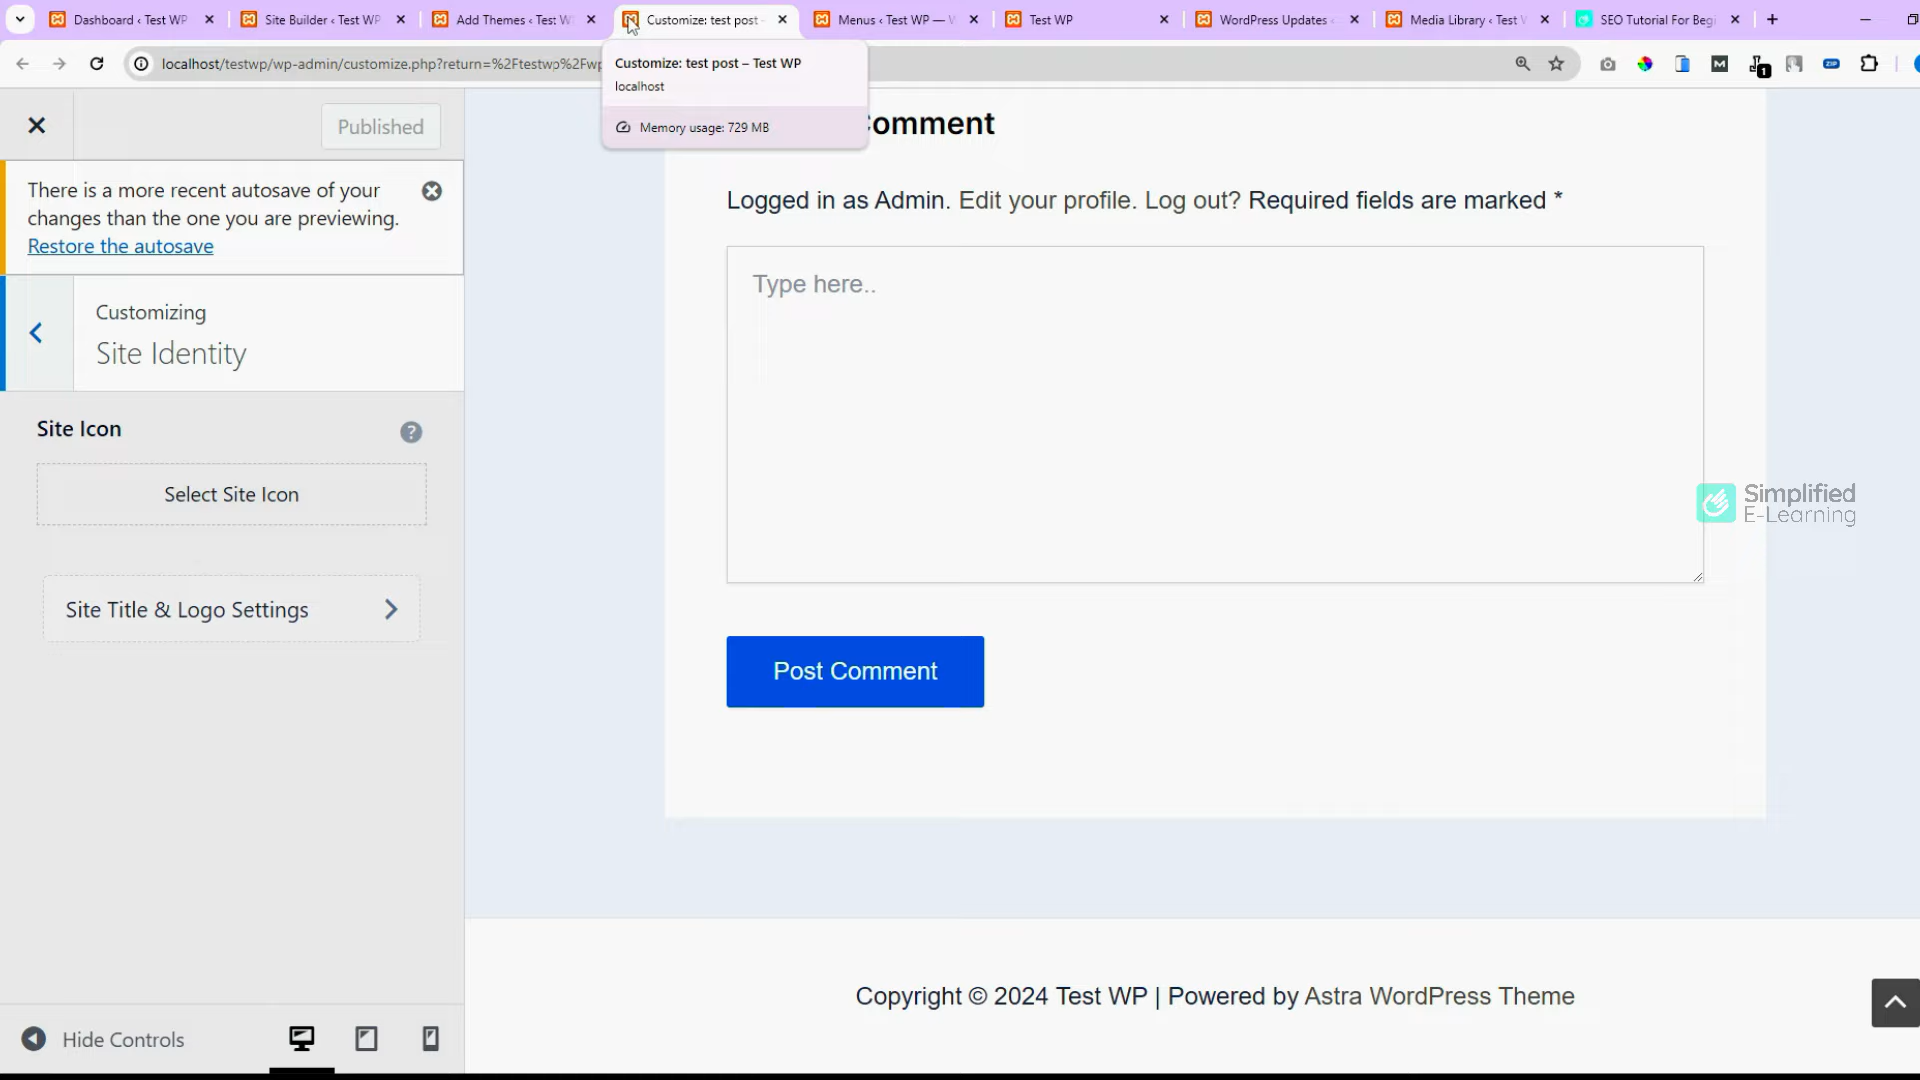 Dashboard ‹ Test WP
Site Builder ‹ Test WP
Add Themes ‹ Test W
Customize: test post -
Menus ‹ Test WP —
Test WP
WordPress Updates ‹
Media Library ‹ Test
SEO Tutorial For Begi
localhost/testwp/wp-admin/customize.php?return=%2Ftestwp%2Fwp
1
ZIP
Customize: test post – Test WP
localhost
Memory usage: 729 MB
Published
There is a more recent autosave of your
changes than the one you are previewing.
Restore the autosave
Customizing
Site Identity
Site Icon
?
Select Site Icon
Site Title & Logo Settings
Hide Controls
omment
Logged in as Admin. Edit your profile. Log out? Required fields are marked *
Type here..
Post Comment
Simplified
E-Learning
Copyright © 2024 Test WP | Powered by Astra WordPress Theme